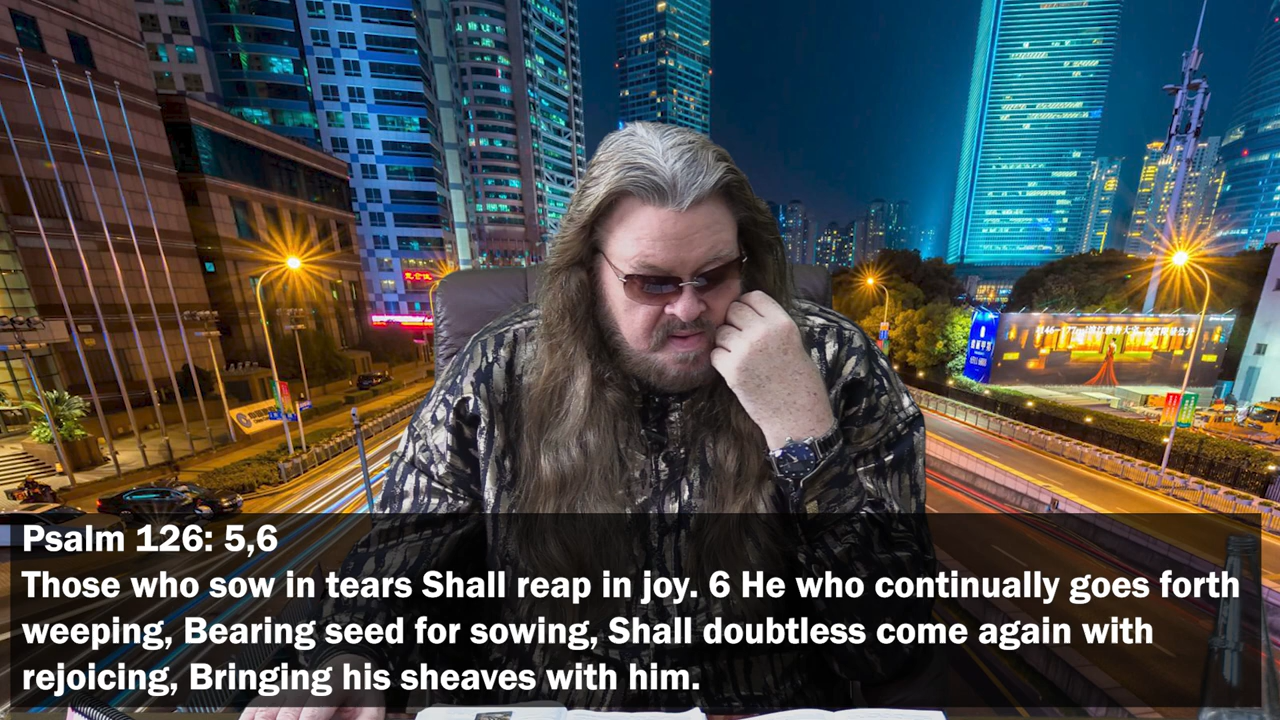 Psalm 126: 5,6
Those who sow in tears Shall reap in joy. 6 He who continually goes forth
weeping, Bearing seed for sowing, Shall doubtless come again with
rejoicing, Bringing his sheaves with him.